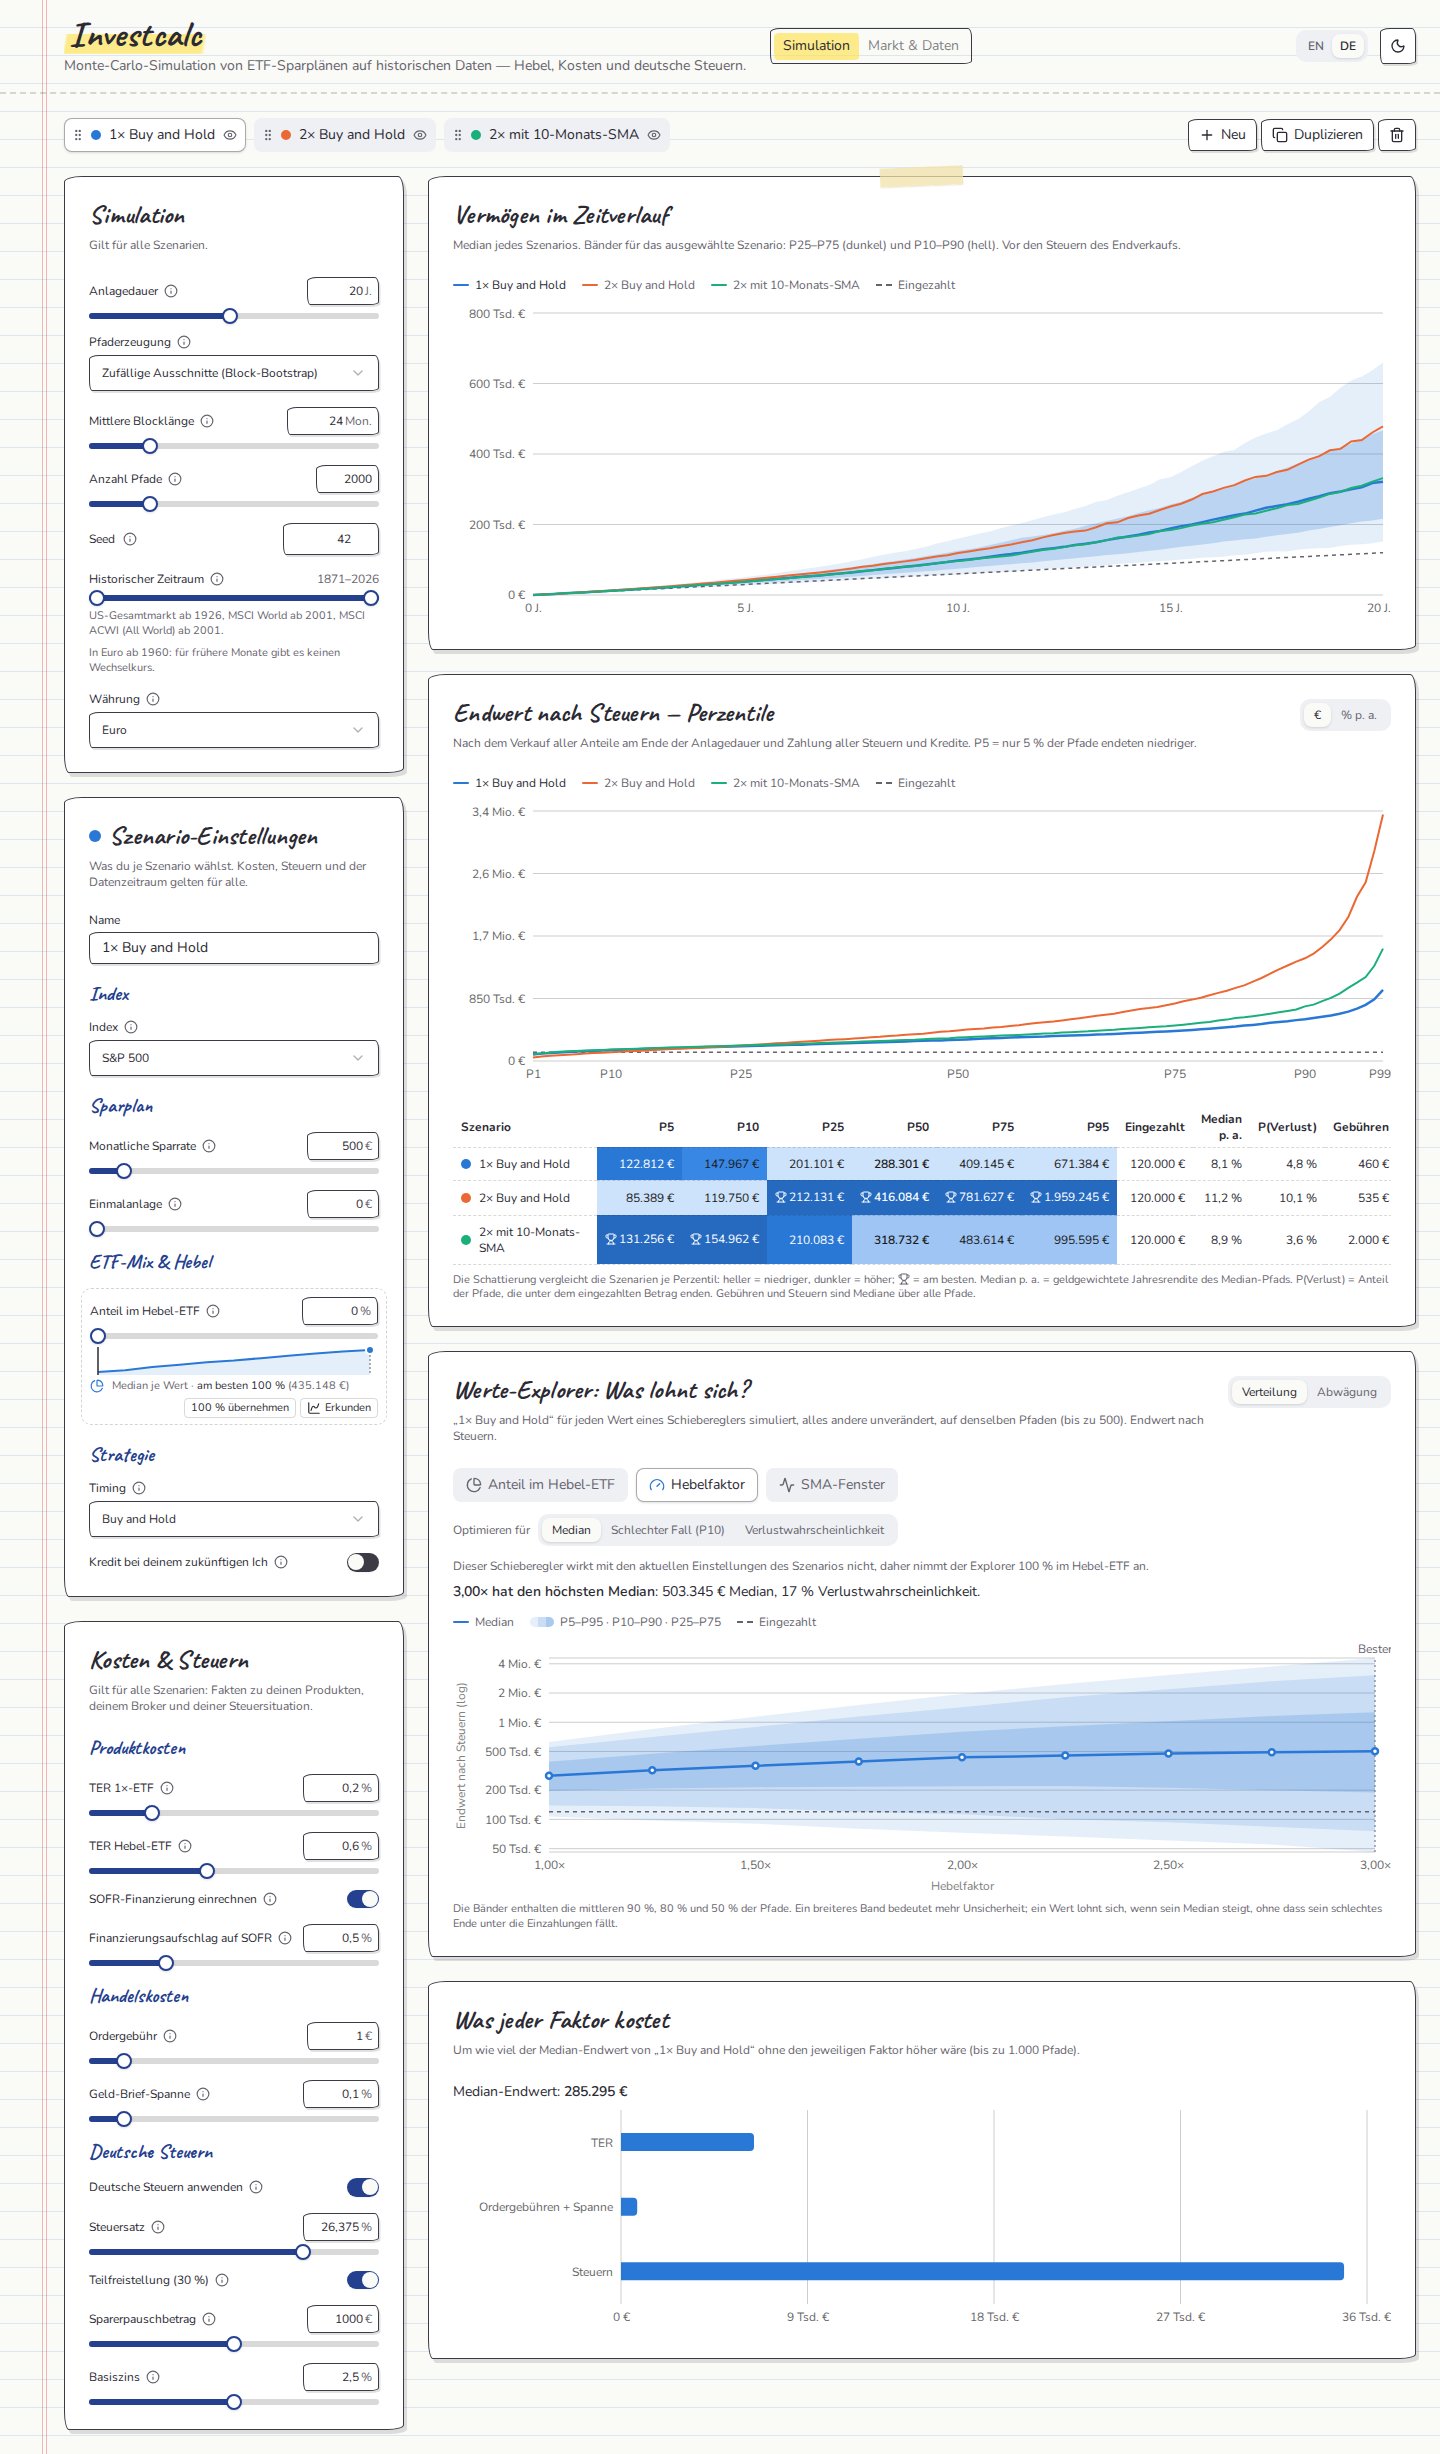 Investcalc
Monte-Carlo-Simulation von ETF-Sparplänen auf historischen Daten — Hebel, Kosten und deutsche Steuern.
Simulation Markt & Daten
EN DE
1× Buy and Hold 2× Buy and Hold 2× mit 10-Monats-SMA
Neu Duplizieren
Simulation
Gilt für alle Szenarien.
Anlagedauer 20 J.
Pfaderzeugung
Zufällige Ausschnitte (Block-Bootstrap)
Mittlere Blocklänge 24 Mon.
Anzahl Pfade 2000
Seed 42
Historischer Zeitraum 1871–2026
US-Gesamtmarkt ab 1926, MSCI World ab 2001, MSCI
ACWI (All World) ab 2001.
In Euro ab 1960: für frühere Monate gibt es keinen
Wechselkurs.
Währung
Euro
Szenario-Einstellungen
Was du je Szenario wählst. Kosten, Steuern und der
Datenzeitraum gelten für alle.
Name
1× Buy and Hold
Index
Index
S&P 500
Sparplan
Monatliche Sparrate 500 €
Einmalanlage 0 €
ETF-Mix & Hebel
Anteil im Hebel-ETF 0 %
Median je Wert · am besten 100 % (435.148 €)
100 % übernehmen Erkunden
Strategie
Timing
Buy and Hold
Kredit bei deinem zukünftigen Ich
Kosten & Steuern
Gilt für alle Szenarien: Fakten zu deinen Produkten,
deinem Broker und deiner Steuersituation.
Produktkosten
TER 1×-ETF 0,2 %
TER Hebel-ETF 0,6 %
SOFR-Finanzierung einrechnen
Finanzierungsaufschlag auf SOFR 0,5 %
Handelskosten
Ordergebühr 1 €
Geld-Brief-Spanne 0,1 %
Deutsche Steuern
Deutsche Steuern anwenden
Steuersatz 26,375 %
Teilfreistellung (30 %)
Sparerpauschbetrag 1000 €
Basiszins 2,5 %
Vermögen im Zeitverlauf
Median jedes Szenarios. Bänder für das ausgewählte Szenario: P25–P75 (dunkel) und P10–P90 (hell). Vor den Steuern des Endverkaufs.
1× Buy and Hold 2× Buy and Hold 2× mit 10-Monats-SMA Eingezahlt
800 Tsd. €
600 Tsd. €
400 Tsd. €
200 Tsd. €
0 €
0 J. 5 J. 10 J. 15 J. 20 J.
Endwert nach Steuern – Perzentile
€ % p. a.
Nach dem Verkauf aller Anteile am Ende der Anlagedauer und Zahlung aller Steuern und Kredite. P5 = nur 5 % der Pfade endeten niedriger.
1× Buy and Hold 2× Buy and Hold 2× mit 10-Monats-SMA Eingezahlt
3,4 Mio. €
2,6 Mio. €
1,7 Mio. €
850 Tsd. €
0 €
P1 P10 P25 P50 P75 P90 P99
Szenario P5 P10 P25 P50 P75 P95 Eingezahlt Median p. a. P(Verlust) Gebühren
1× Buy and Hold 122.812 € 147.967 € 201.101 € 288.301 € 409.145 € 671.384 € 120.000 € 8,1 % 4,8 % 460 €
2× Buy and Hold 85.389 € 119.750 € 212.131 € 416.084 € 781.627 € 1.959.245 € 120.000 € 11,2 % 10,1 % 535 €
2× mit 10-Monats-SMA 131.256 € 154.962 € 210.083 € 318.732 € 483.614 € 995.595 € 120.000 € 8,9 % 3,6 % 2.000 €
Die Schattierung vergleicht die Szenarien je Perzentil: heller = niedriger, dunkler = höher; = am besten. Median p. a. = geldgewichtete Jahresrendite des Median-Pfads. P(Verlust) = Anteil
der Pfade, die unter dem eingezahlten Betrag enden. Gebühren und Steuern sind Mediane über alle Pfade.
Werte-Explorer: Was lohnt sich?
Verteilung Abwägung
„1× Buy and Hold“ für jeden Wert eines Schiebereglers simuliert, alles andere unverändert, auf denselben Pfaden (bis zu 500). Endwert nach
Steuern.
Anteil im Hebel-ETF Hebelfaktor SMA-Fenster
Optimieren für Median Schlechter Fall (P10) Verlustwahrscheinlichkeit
Dieser Schieberegler wirkt mit den aktuellen Einstellungen des Szenarios nicht, daher nimmt der Explorer 100 % im Hebel-ETF an.
3,00× hat den höchsten Median: 503.345 € Median, 17 % Verlustwahrscheinlichkeit.
Median P5–P95 · P10–P90 · P25–P75 Eingezahlt
Bester
Endwert nach Steuern (log)
4 Mio. €
2 Mio. €
1 Mio. €
500 Tsd. €
200 Tsd. €
100 Tsd. €
50 Tsd. €
1,00× 1,50× 2,00× 2,50× 3,00×
Hebelfaktor
Die Bänder enthalten die mittleren 90 %, 80 % und 50 % der Pfade. Ein breiteres Band bedeutet mehr Unsicherheit; ein Wert lohnt sich, wenn sein Median steigt, ohne dass sein schlechtes
Ende unter die Einzahlungen fällt.
Was jeder Faktor kostet
Um wie viel der Median-Endwert von „1× Buy and Hold“ ohne den jeweiligen Faktor höher wäre (bis zu 1.000 Pfade).
Median-Endwert: 285.295 €
TER
Ordergebühren + Spanne
Steuern
0 € 9 Tsd. € 18 Tsd. € 27 Tsd. € 36 Tsd. €